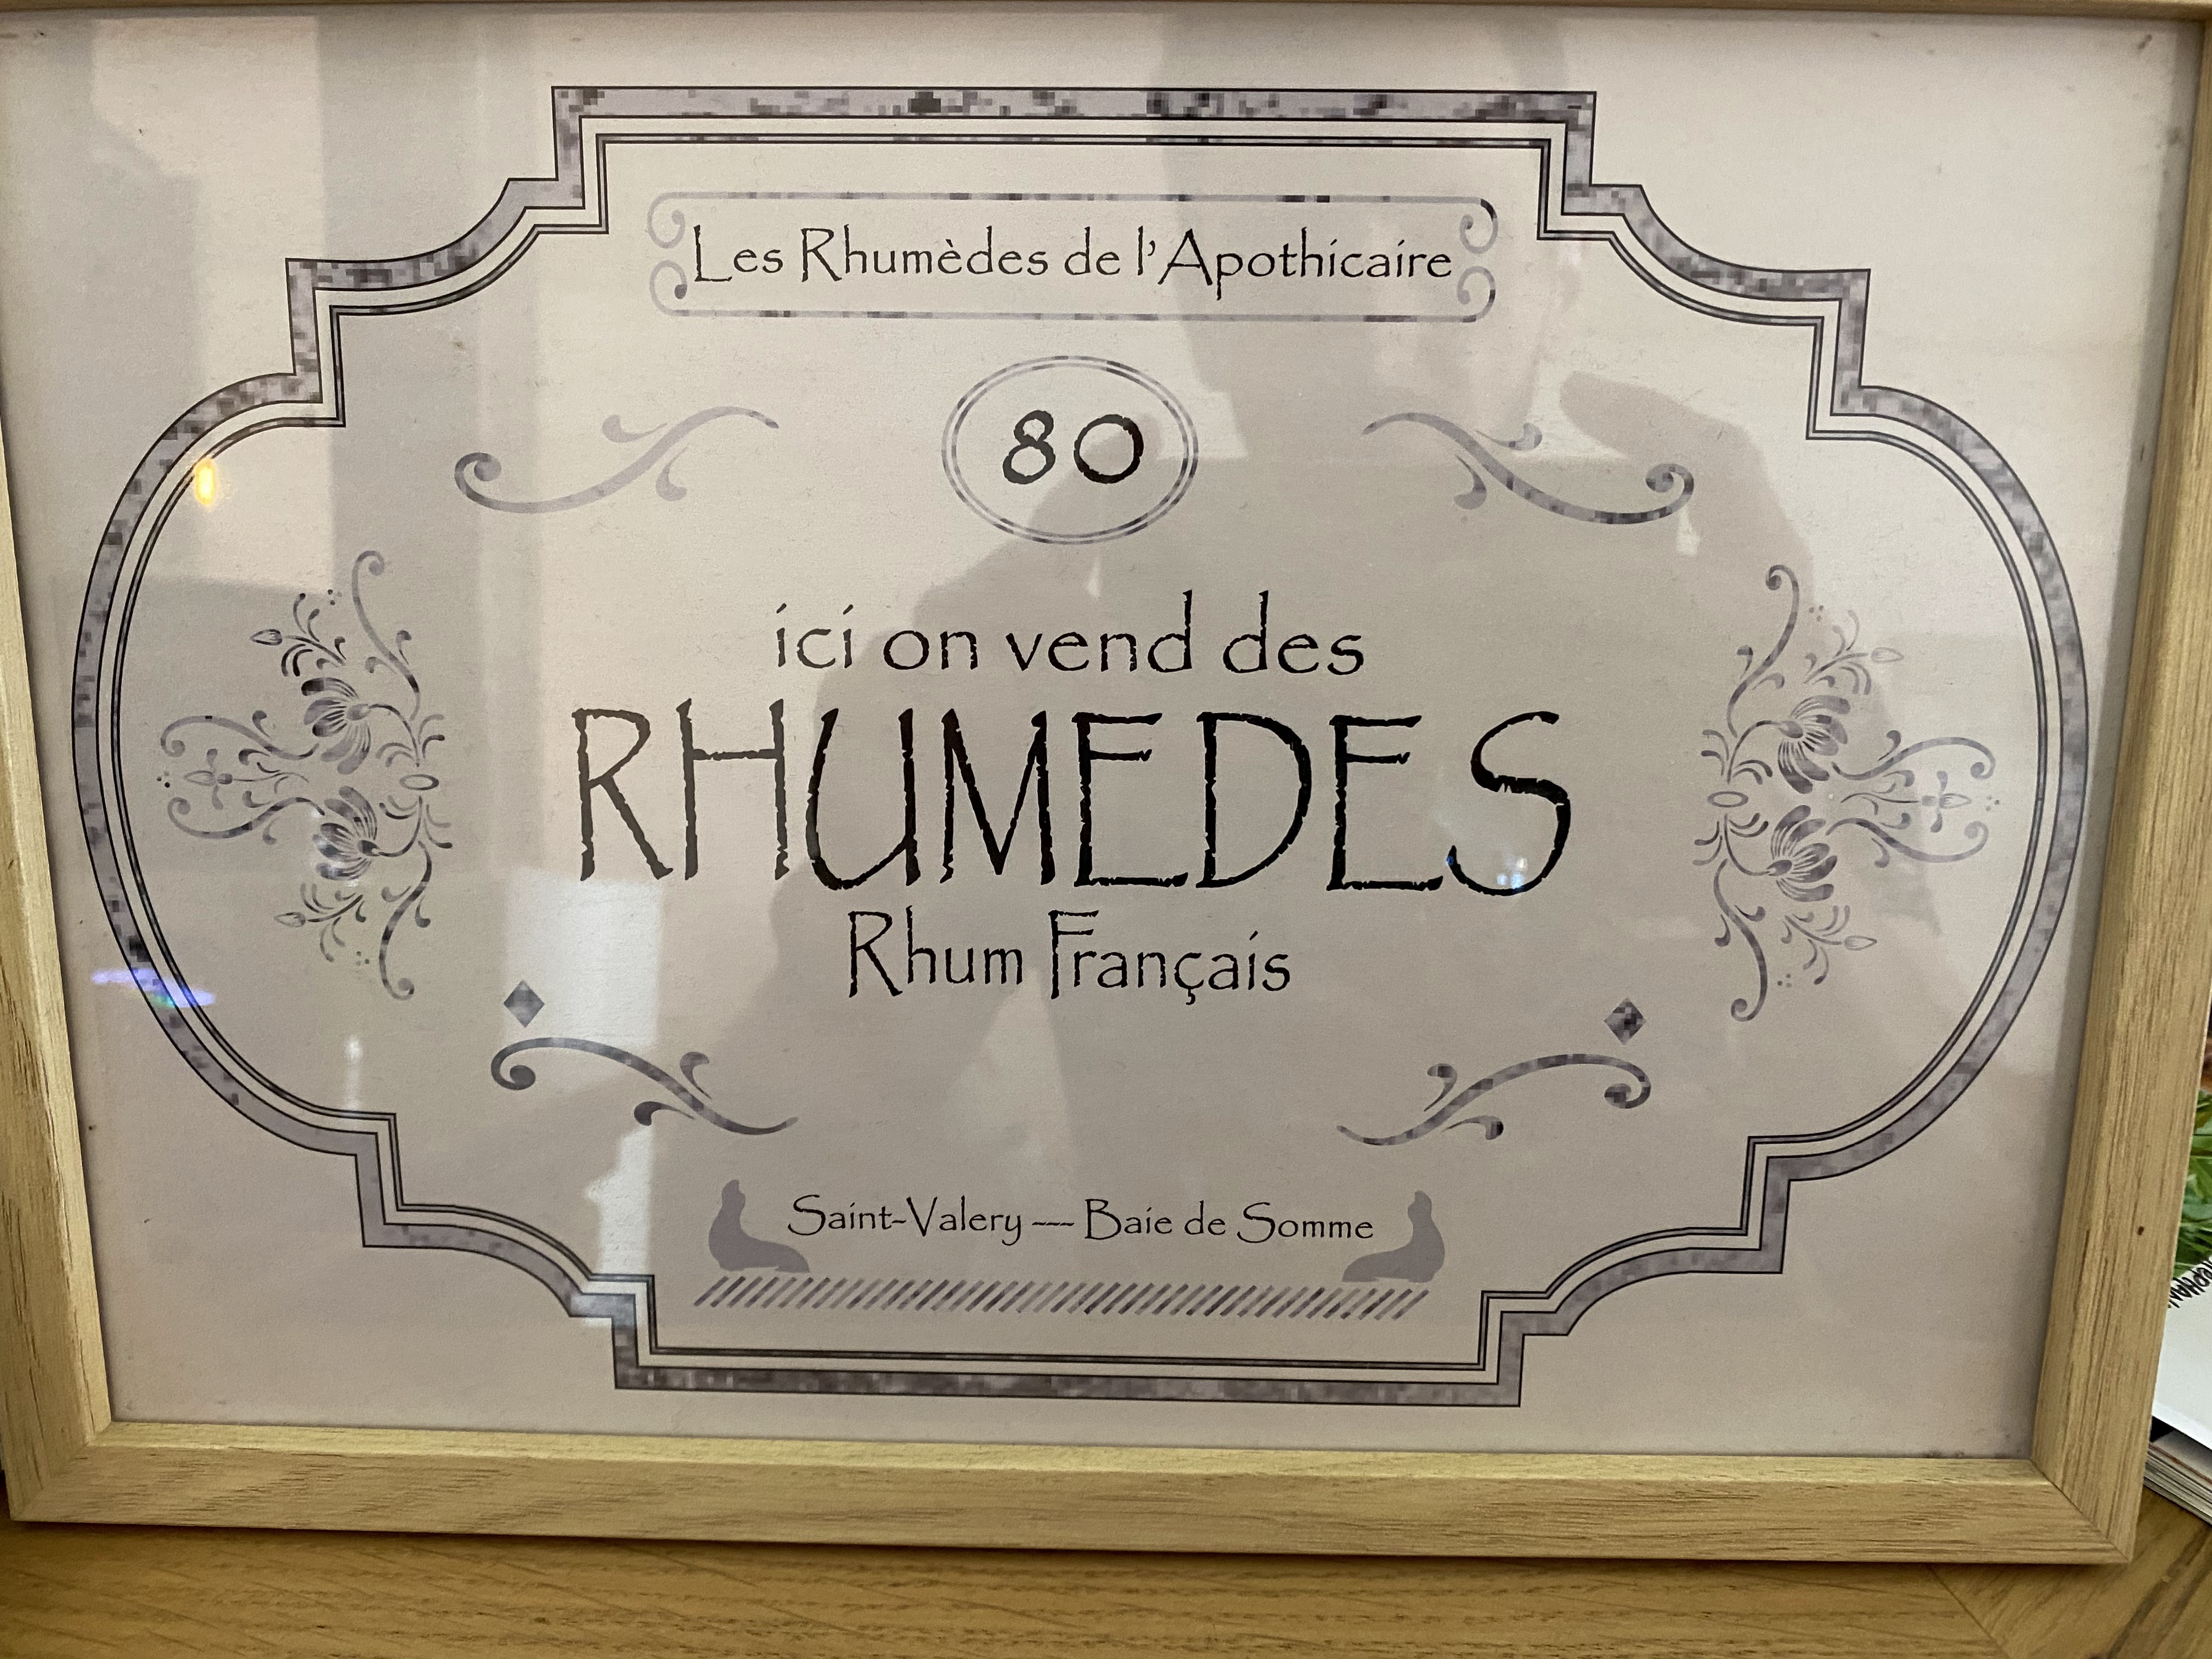 Les Rhumèdes de l'Apothicaire
80
ici on vend des
RHUMEDES
Rhum Français
Saint-Valery — Baie de Somme